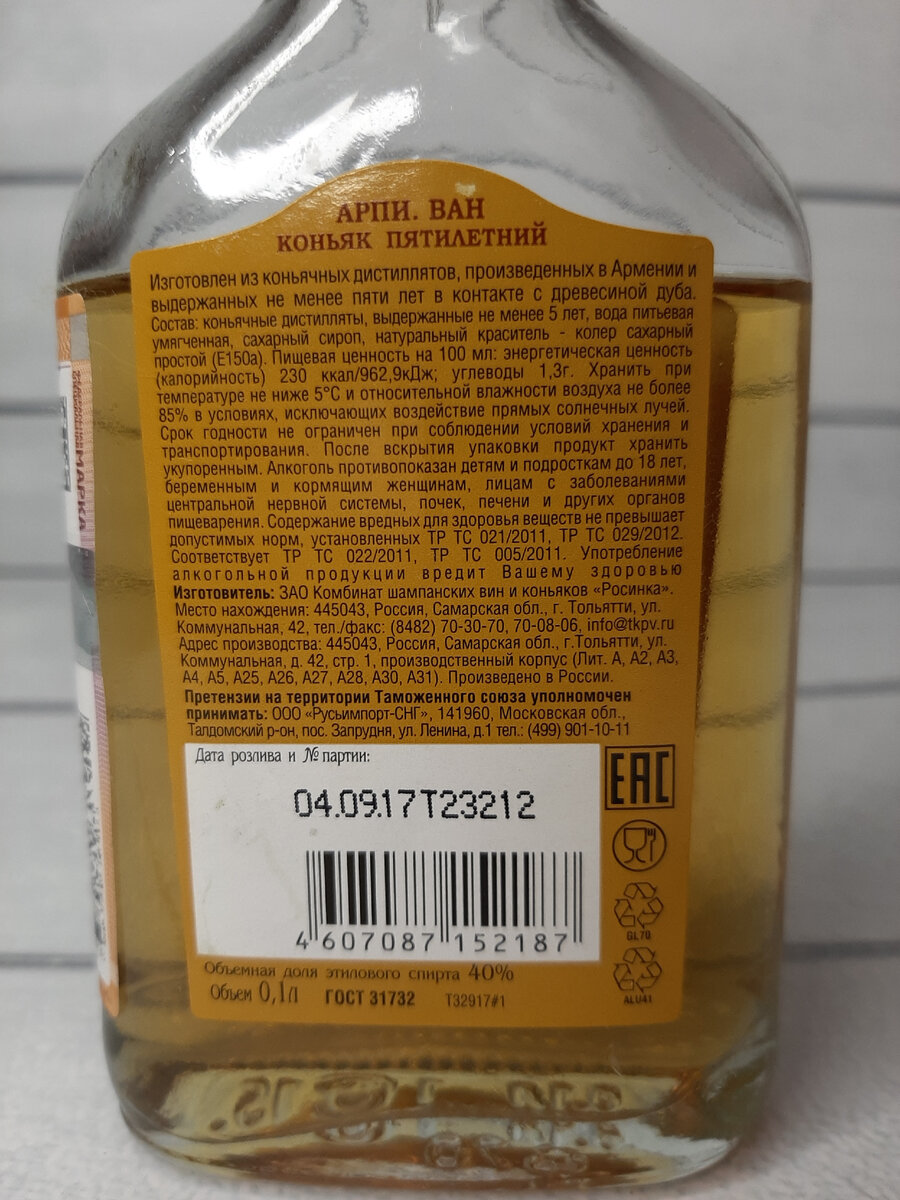 АРПИ. ВАН
КОНЬЯК ПЯТИЛЕТНИЙ
Изготовлен из коньячных дистиллятов, произведенных в Армении и
выдержанных не менее пяти лет в контакте с древесиной дуба.
Состав: коньячные дистилляты, выдержанные не менее 5 лет, вода питьевая
умягченная, сахарный сироп, натуральный краситель - колер сахарный
простой (Е150а). Пищевая ценность на 100 мл: энергетическая ценность
(калорийность) 230 ккал/962,9кДж; углеводы 1,3г. Хранить при
температуре не ниже 5°С и относительной влажности воздуха не более
85% в условиях, исключающих воздействие прямых солнечных лучей.
Срок годности не ограничен при соблюдении условий хранения и
транспортирования. После вскрытия упаковки продукт хранить
укупоренным. Алкоголь противопоказан детям и подросткам до 18 лет,
беременным и кормящим женщинам, лицам с заболеваниями
центральной нервной системы, почек, печени и других органов
пищеварения. Содержание вредных для здоровья веществ не превышает
допустимых норм, установленных ТР ТС 021/2011, ТР ТС 029/2012.
Соответствует ТР ТС 022/2011, ТР ТС 005/2011. Употребление
алкогольной продукции вредит Вашему здоровью
Изготовитель: ЗАО Комбинат шампанских вин и коньяков «Росинка».
Место нахождения: 445043, Россия, Самарская обл., г. Тольятти, ул.
Коммунальная, 42, тел./факс: (8482) 70-30-70, 70-08-06, info@tkpv.ru
Адрес производства: 445043, Россия, Самарская обл., г.Тольятти, ул.
Коммунальная, д. 42, стр. 1, производственный корпус (Лит. А, А2, А3,
А4, А5, А25, А26, А27, А28, А30, А31). Произведено в России.
Претензии на территории Таможенного союза уполномочен
принимать: ООО «Русьимпорт-СНГ», 141960, Московская обл.,
Талдомский р-он, пос. Запрудня, ул. Ленина, д.1 тел.: (499) 901-10-11
Дата розлива и № партии:
04.09.17Т23212
EAC
4 607087 152187
GL70
ALU41
Объемная доля этилового спирта 40%
Объем 0,1л ГОСТ 31732 Т32917#1
МАРКА